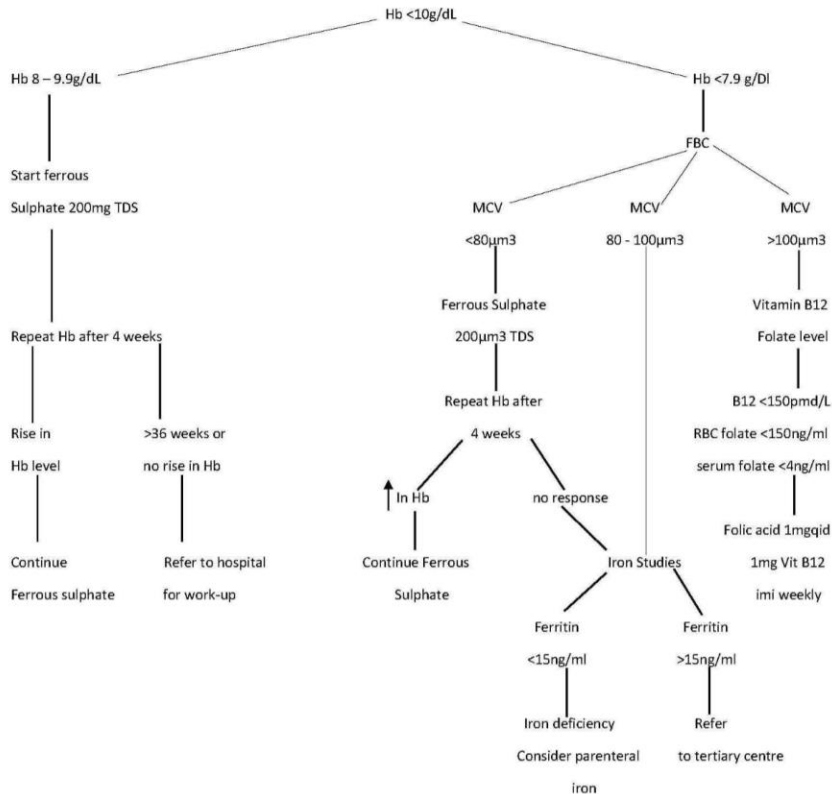 Hb <10g/dL
Hb 8 – 9.9g/dL
Hb <7.9 g/Dl
FBC
Start ferrous
Sulphate 200mg TDS
MCV
<80µm3
MCV
80 - 100µm3
MCV
>100µm3
Ferrous Sulphate
200µm3 TDS
Vitamin B12
Folate level
Repeat Hb after 4 weeks
Repeat Hb after
4 weeks
B12 <150pmd/L
RBC folate <150ng/ml
serum folate <4ng/ml
Rise in
Hb level
>36 weeks or
no rise in Hb
↑ In Hb
no response
Folic acid 1mgqid
1mg Vit B12
imi weekly
Continue
Ferrous sulphate
Refer to hospital
for work-up
Continue Ferrous
Sulphate
Iron Studies
Ferritin
<15ng/ml
Ferritin
>15ng/ml
Iron deficiency
Consider parenteral
iron
Refer
to tertiary centre